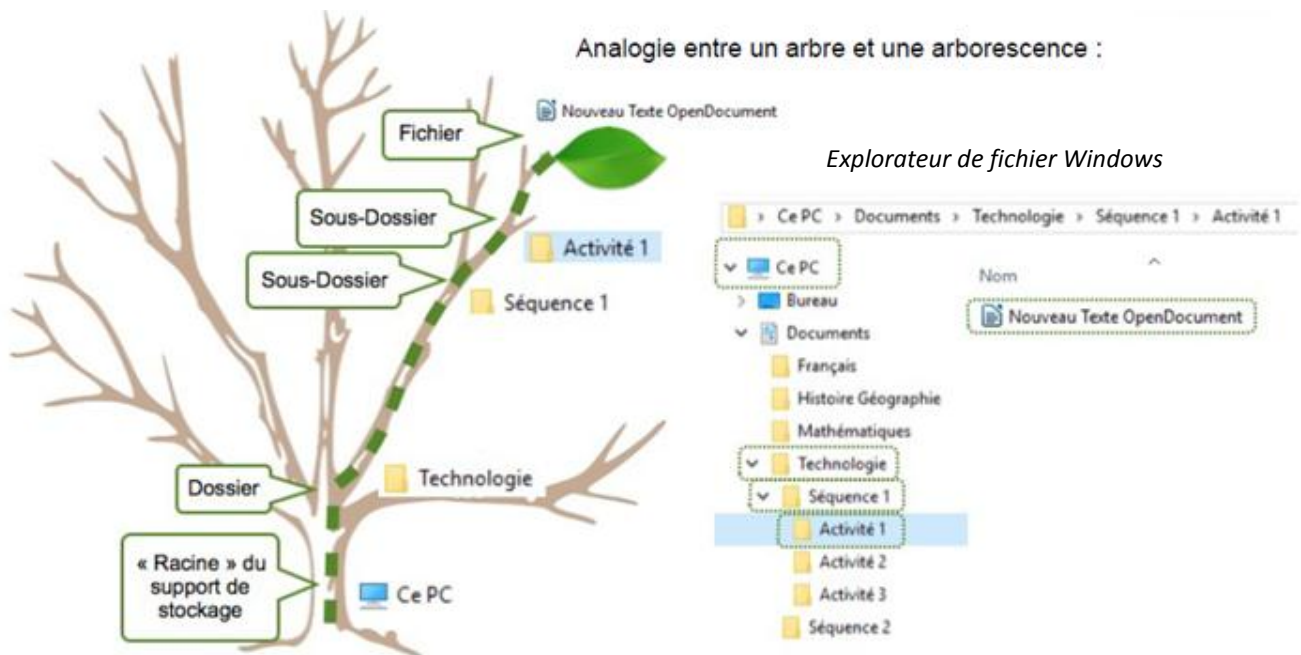 Analogie entre un arbre et une arborescence :
Nouveau Texte OpenDocument
Fichier
Sous-Dossier
Activité 1
Sous-Dossier
Séquence 1
Technologie
Dossier
« Racine » du
support de
stockage
Ce PC
Explorateur de fichier Windows
› Ce PC › Documents › Technologie › Séquence 1 › Activité 1
Ce PC
Bureau
Documents
Français
Histoire Géographie
Mathématiques
Technologie
Séquence 1
Activité 1
Activité 2
Activité 3
Séquence 2
Nom
Nouveau Texte OpenDocument